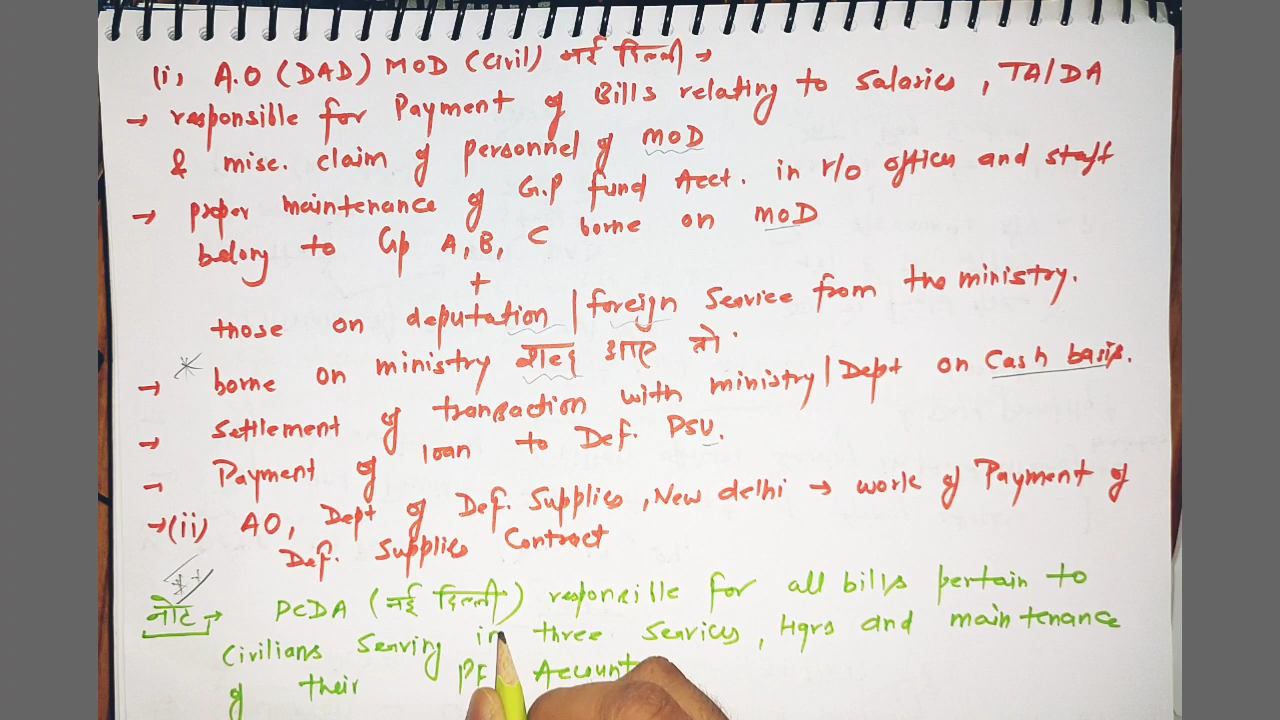 (i) A.O (DAD) MOD (Civil) नई दिल्ली →
→ responsible for Payment of Bills relating to salaries, TA/DA
& misc. claim of personnel of MOD
→ proper maintenance of G.P fund Acct. in r/o officer and staff
belong to Gp A, B, C borne on MOD
+
those on deputation / foreign Service from the ministry.
→ borne on ministry
→ Settlement of transaction with ministry / Dept on Cash basis.
→ Payment of loan to Def. PSU.
→ (ii) AO, Dept of Def. Supplies, New delhi → work of Payment of
Def. Supplies Contract
नोट → PCDA (नई दिल्ली) responsible for all bills pertain to
Civilians Serving in three Services, Hqrs and maintenance
of their PF Account